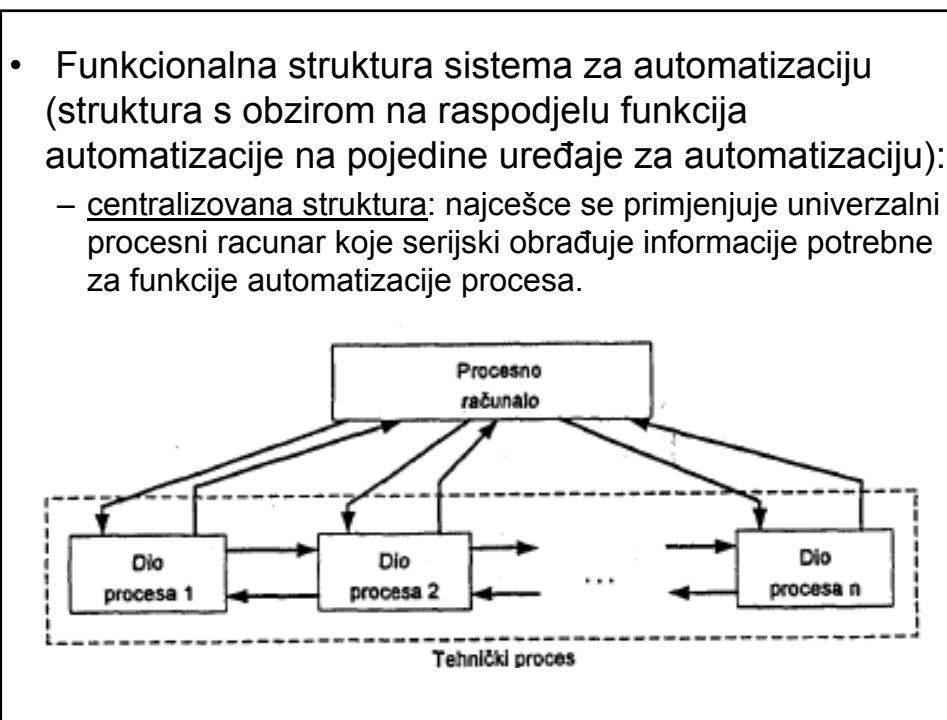 • Funkcionalna struktura sistema za automatizaciju
(struktura s obzirom na raspodjelu funkcija
automatizacije na pojedine uređaje za automatizaciju):
– centralizovana struktura: najcešce se primjenjuje univerzalni
procesni racunar koje serijski obrađuje informacije potrebne
za funkcije automatizacije procesa.
Procesno
računalo
Dio
procesa 1
Dio
procesa 2
...
Dio
procesa n
Tehnički proces